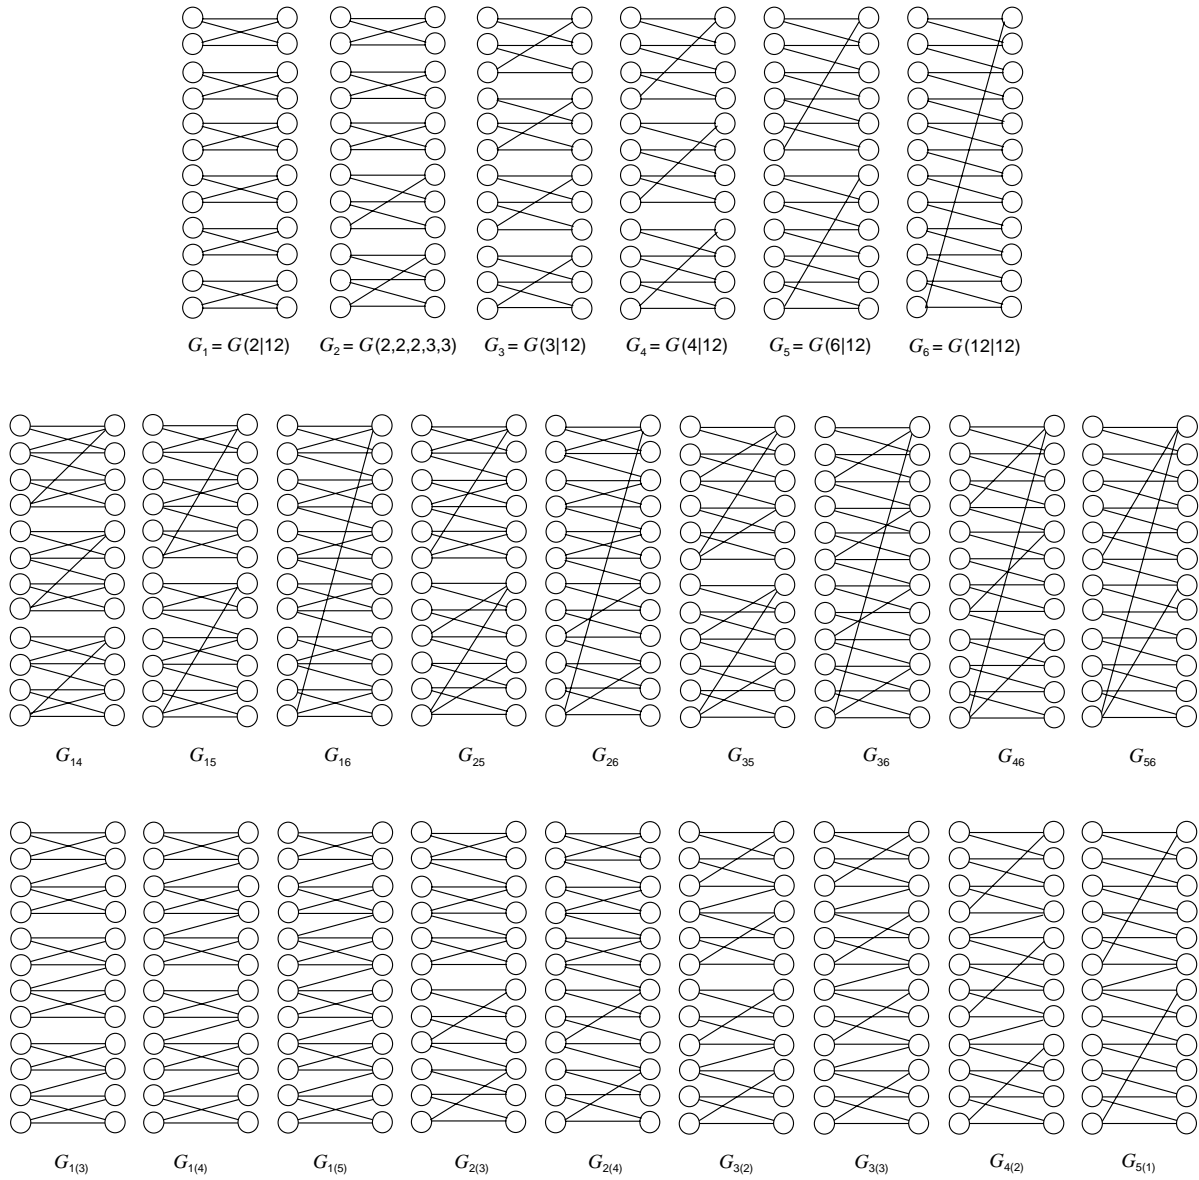 G1 = G(2|12) G2 = G(2,2,2,3,3) G3 = G(3|12) G4 = G(4|12) G5 = G(6|12) G6 = G(12|12)
G14 G15 G16 G25 G26 G35 G36 G46 G56
G1(3) G1(4) G1(5) G2(3) G2(4) G3(2) G3(3) G4(2) G5(1)